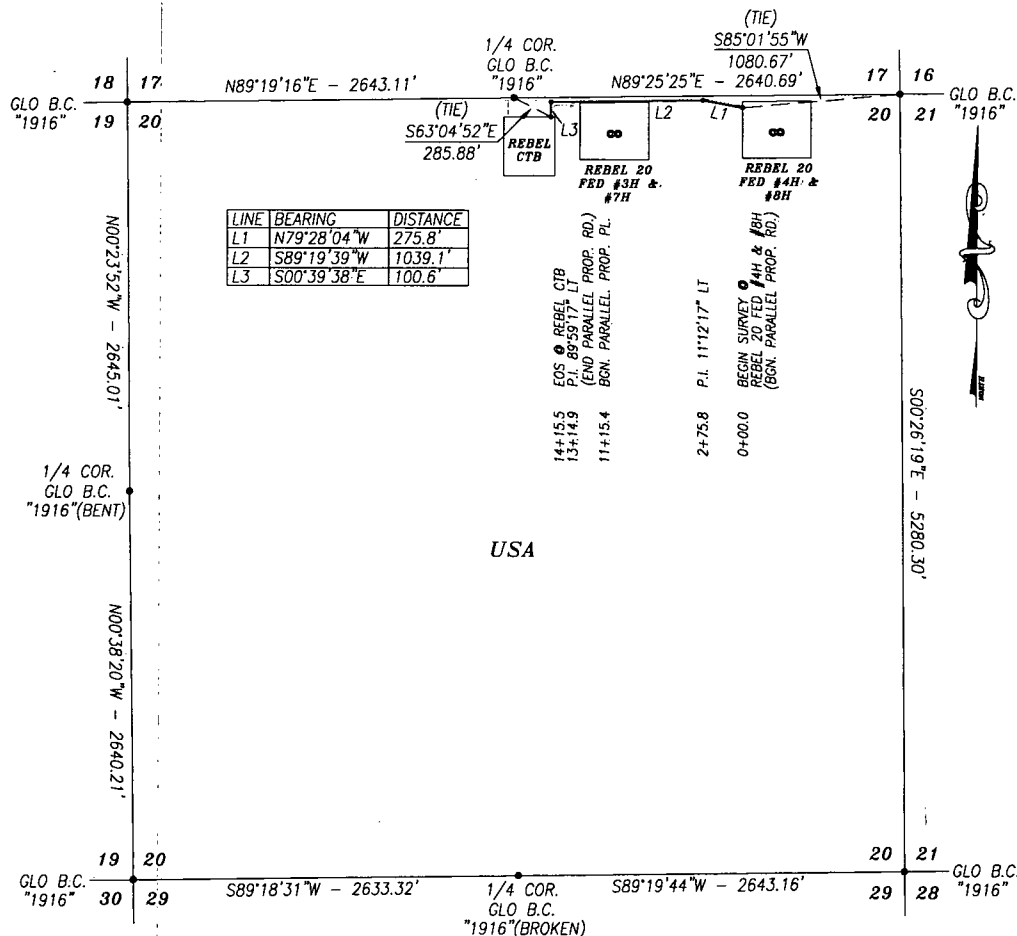 (TIE)
S85°01'55"W
1080.67'
1/4 COR.
GLO B.C.
"1916"
18 17
N89°19'16"E - 2643.11'
N89°25'25"E - 2640.69'
17 16
GLO B.C.
"1916"
19 20
(TIE)
S63°04'52"E
285.88'
REBEL
CTB
L3
L2
L1
20 21
GLO B.C.
"1916"
REBEL 20
FED #3H &
#7H
REBEL 20
FED #4H &
#8H
LINE BEARING DISTANCE
L1 N79°28'04"W 275.8'
L2 S89°19'39"W 1039.1'
L3 S00°39'38"E 100.6'
N00°23'52"W - 2645.01'
14+15.5 EOS @ REBEL CTB
13+14.9 P.I. 89°59'17" LT
(END PARALLEL PROP. RD.)
11+15.4 BGN. PARALLEL PROP. PL.
2+75.8 P.I. 11°12'17" LT
0+00.0 BEGIN SURVEY @
REBEL 20 FED #4H & #8H
(BGN. PARALLEL PROP. RD.)
NORTH
S00°26'19"E - 5280.30'
1/4 COR.
GLO B.C.
"1916"(BENT)
USA
N00°38'20"W - 2640.21'
19 20
GLO B.C.
"1916"
30 29
S89°18'31"W - 2633.32'
1/4 COR.
GLO B.C.
"1916"(BROKEN)
S89°19'44"W - 2643.16'
20 21
29 28
GLO B.C.
"1916"